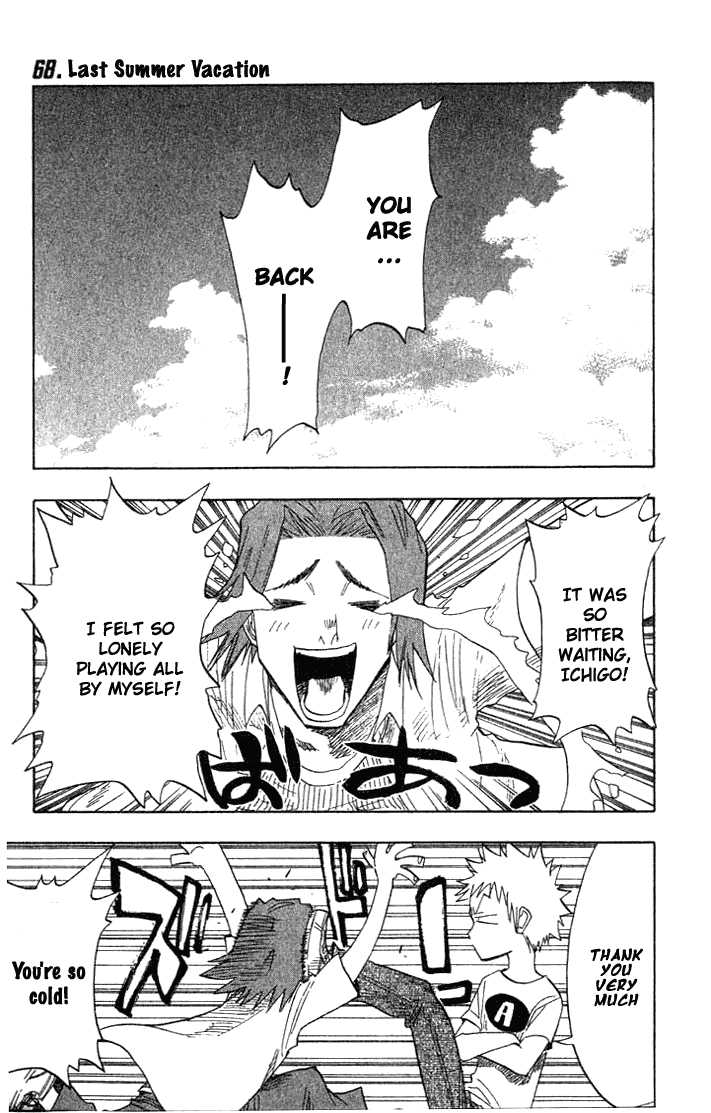 68. Last Summer Vacation
YOU
ARE
...
BACK
—
!
IT WAS
SO
BITTER
WAITING,
ICHIGO!
I FELT SO
LONELY
PLAYING ALL
BY MYSELF!
ばあっ
THANK
YOU
VERY
MUCH
You're so
cold!
A